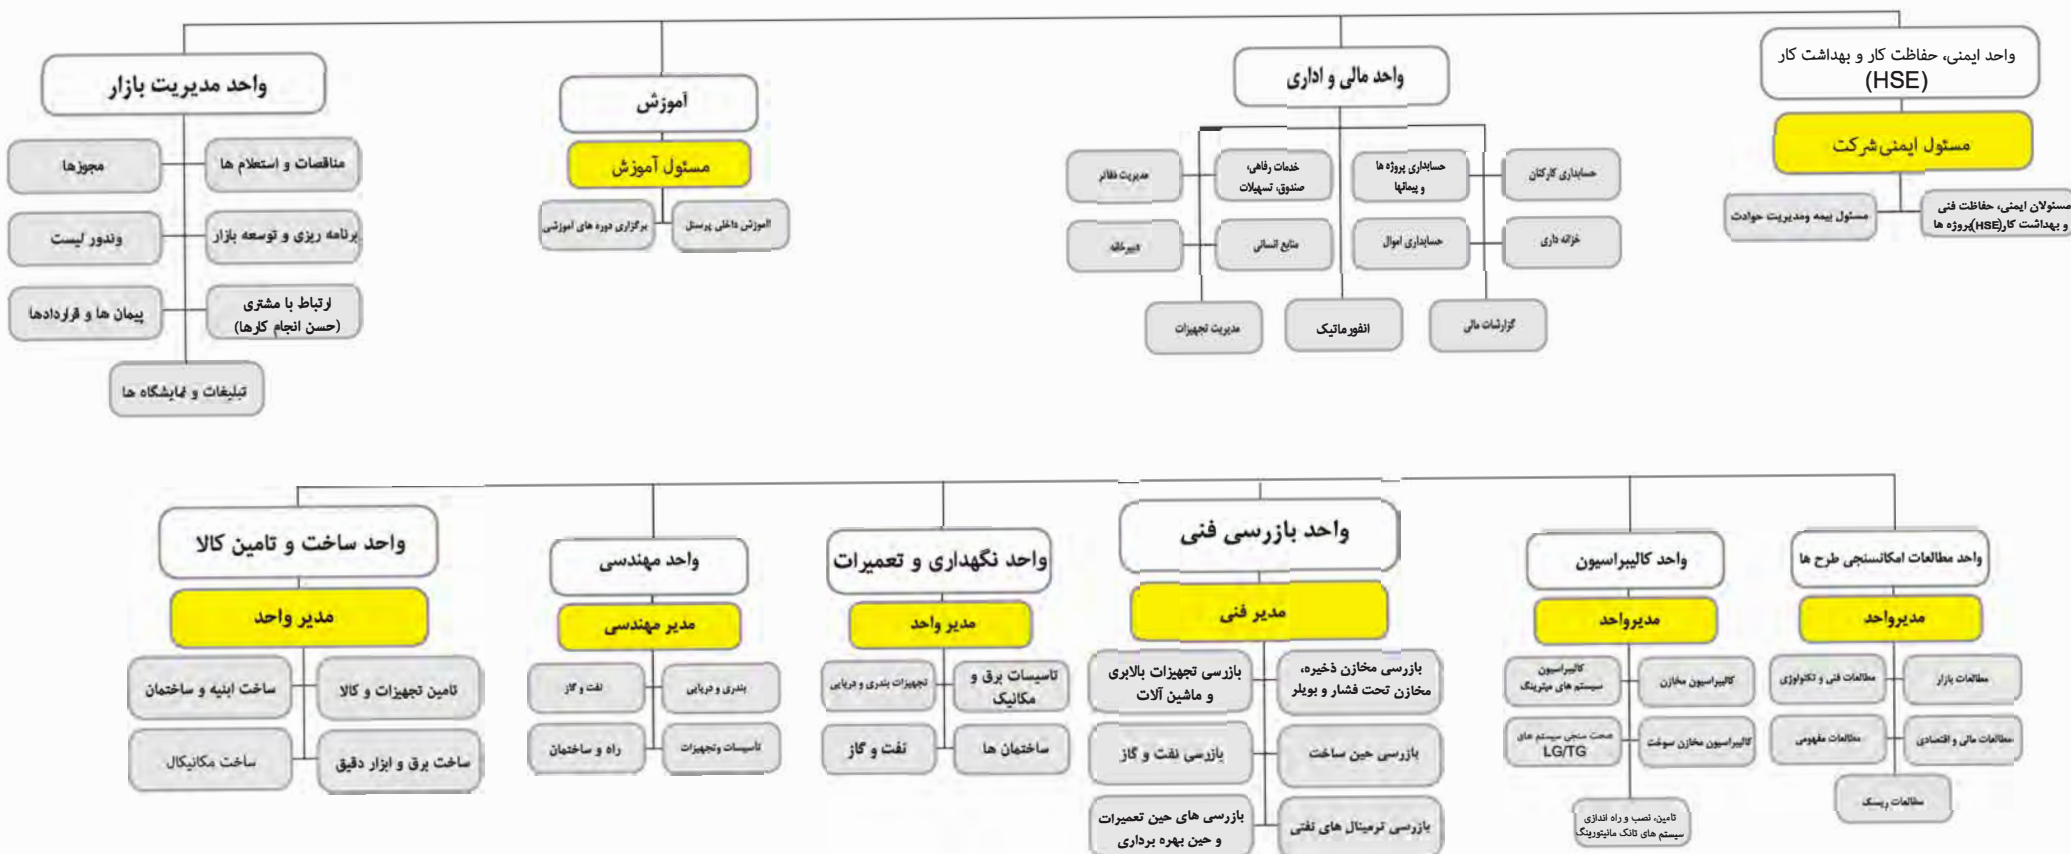 واحد ایمنی، حفاظت کار و بهداشت کار
(HSE)
مسئول ایمنی شرکت
مسئولان ایمنی، حفاظت فنی
و بهداشت کار(HSE)پروژه ها
مسئول بیمه ومدیریت حوادث
واحد مالی و اداری
حسابداری کارکنان
حسابداری پروژه ها
و پیمانها
خدمات رفاهی،
صندوق، تسهیلات
مدیریت دفاتر
خزانه داری
حسابداری اموال
منابع انسانی
دبیرخانه
گزارشات مالی
انفورماتیک
مدیریت تجهیزات
آموزش
مسئول آموزش
آموزش داخلی پرسنل
برگزاری دوره های آموزشی
واحد مدیریت بازار
مناقصات و استعلام ها
مجوزها
برنامه ریزی و توسعه بازار
وندور لیست
ارتباط با مشتری
(حسن انجام کارها)
پیمان ها و قراردادها
تبلیغات و نمایشگاه ها
واحد مطالعات امکانسنجی طرح ها
مدیرواحد
مطالعات بازار
مطالعات فنی و تکنولوژی
مطالعات مالی و اقتصادی
مطالعات مفهومی
مطالعات ریسک
واحد کالیبراسیون
مدیرواحد
کالیبراسیون مخازن
کالیبراسیون
سیستم های میترینگ
کالیبراسیون مخازن سوخت
صحت سنجی سیستم های
LG/TG
تامین، نصب و راه اندازی
سیستم های تانک مانیتورینگ
واحد بازرسی فنی
مدیر فنی
بازرسی مخازن ذخیره،
مخازن تحت فشار و بویلر
بازرسی تجهیزات بالابری
و ماشین آلات
بازرسی حین ساخت
بازرسی نفت و گاز
بازرسی ترمینال های نفتی
بازرسی های حین تعمیرات
و حین بهره برداری
واحد نگهداری و تعمیرات
مدیر واحد
تاسیسات برق و
مکانیک
تجهیزات بندری و دریایی
ساختمان ها
نفت و گاز
واحد مهندسی
مدیر مهندسی
بندری و دریایی
نفت و گاز
تاسیسات وتجهیزات
راه و ساختمان
واحد ساخت و تامین کالا
مدیر واحد
تامین تجهیزات و کالا
ساخت ابنیه و ساختمان
ساخت برق و ابزار دقیق
ساخت مکانیکال